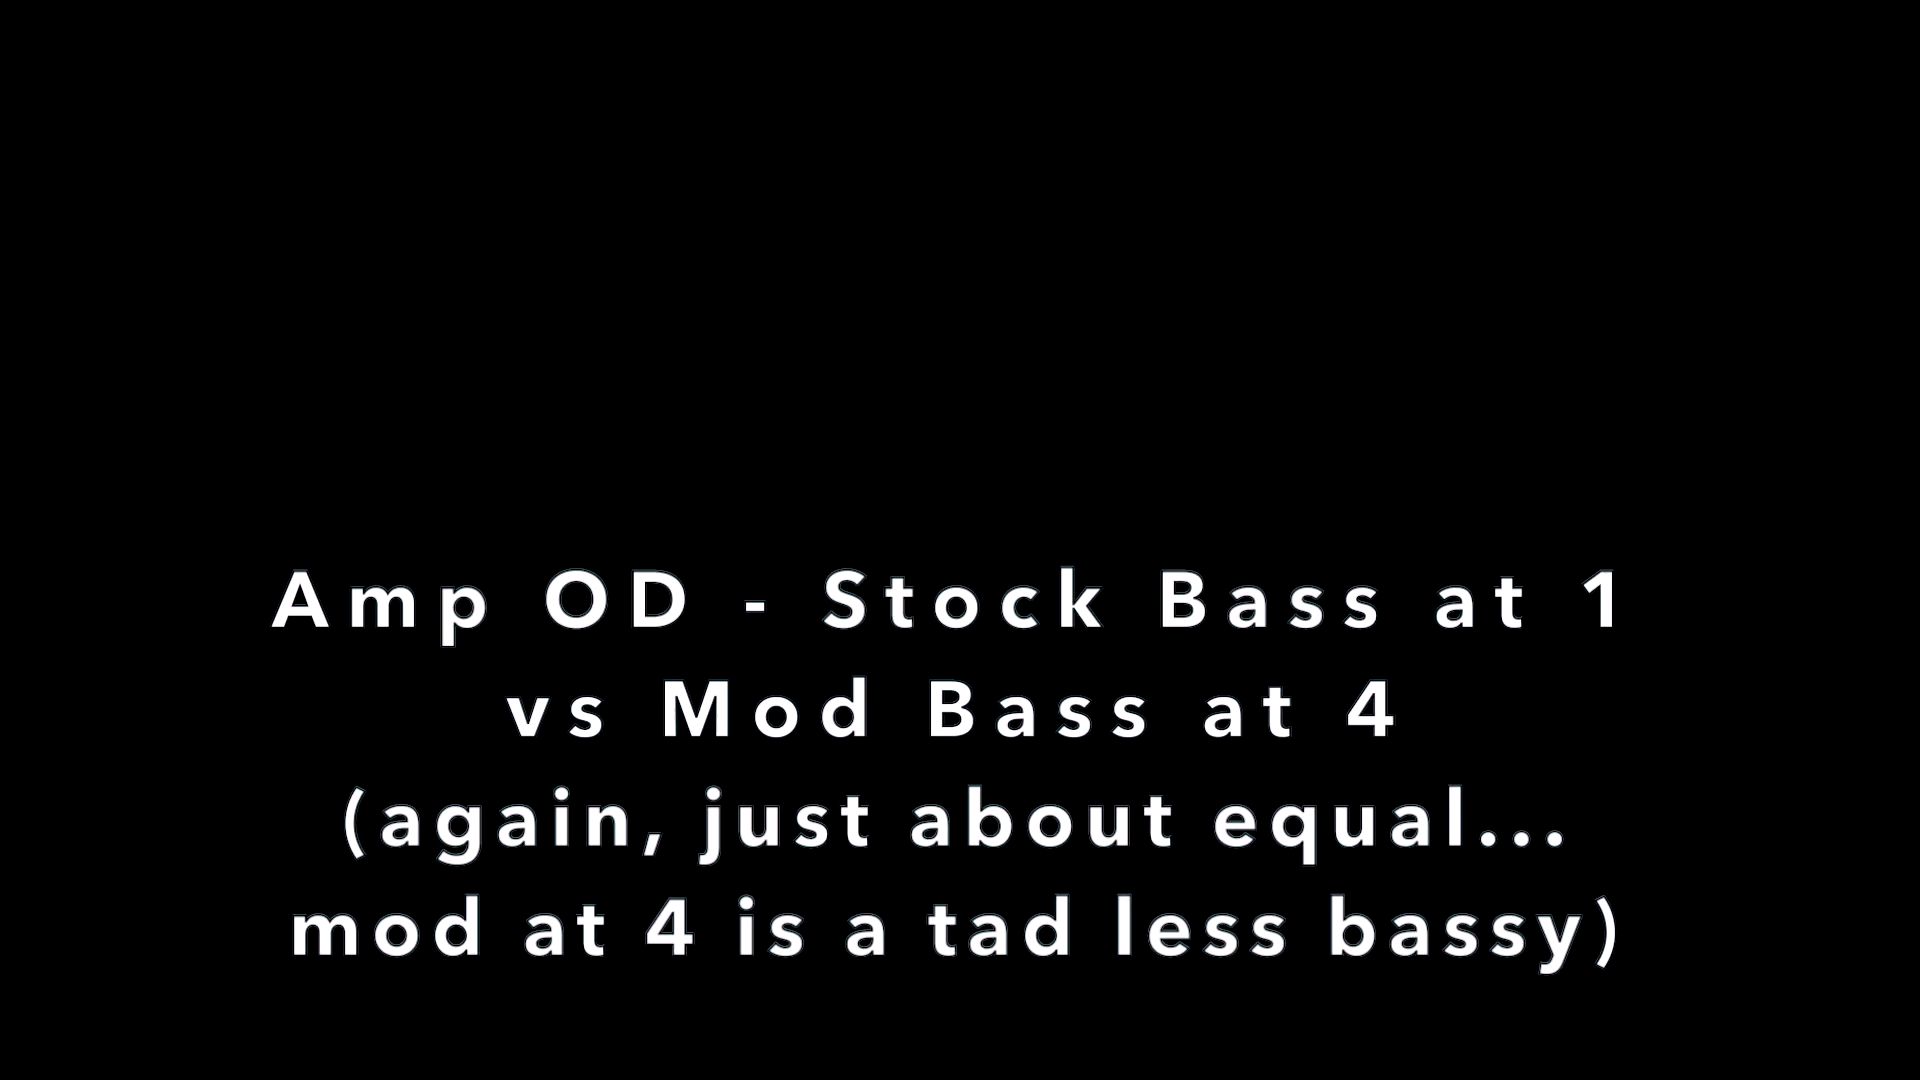 Amp OD - Stock Bass at 1
vs Mod Bass at 4
(again, just about equal...
mod at 4 is a tad less bassy)